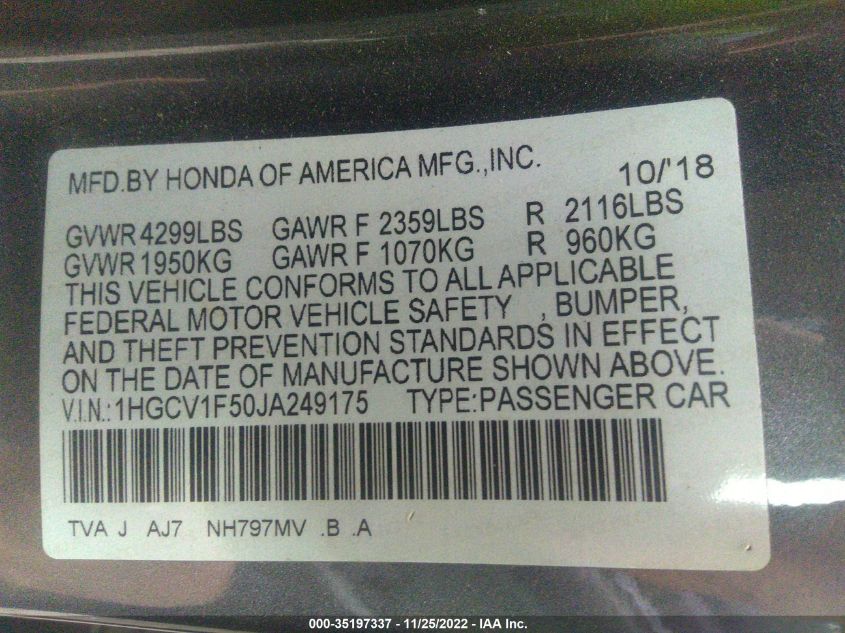 MFD.BY HONDA OF AMERICA MFG.,INC. 10/'18
GVWR 4299LBS GAWR F 2359LBS R 2116LBS
GVWR 1950KG GAWR F 1070KG R 960KG
THIS VEHICLE CONFORMS TO ALL APPLICABLE
FEDERAL MOTOR VEHICLE SAFETY , BUMPER,
AND THEFT PREVENTION STANDARDS IN EFFECT
ON THE DATE OF MANUFACTURE SHOWN ABOVE.
V.I.N.:1HGCV1F50JA249175 TYPE:PASSENGER CAR
TVA J AJ7 NH797MV .B .A
000-35197337 - 11/25/2022 - IAA Inc.